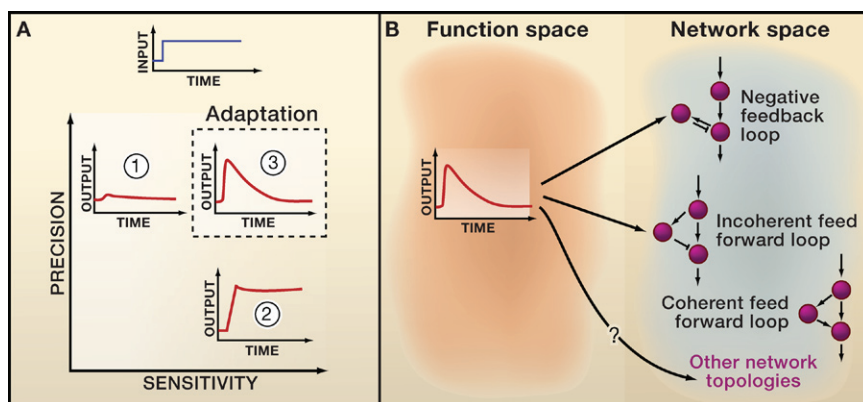 A
INPUT
TIME
Adaptation
PRECISION
OUTPUT
1
TIME
OUTPUT
3
TIME
OUTPUT
2
TIME
SENSITIVITY
B
Function space
Network space
OUTPUT
TIME
Negative
feedback
loop
Incoherent feed
forward loop
Coherent feed
forward loop
?
Other network
topologies